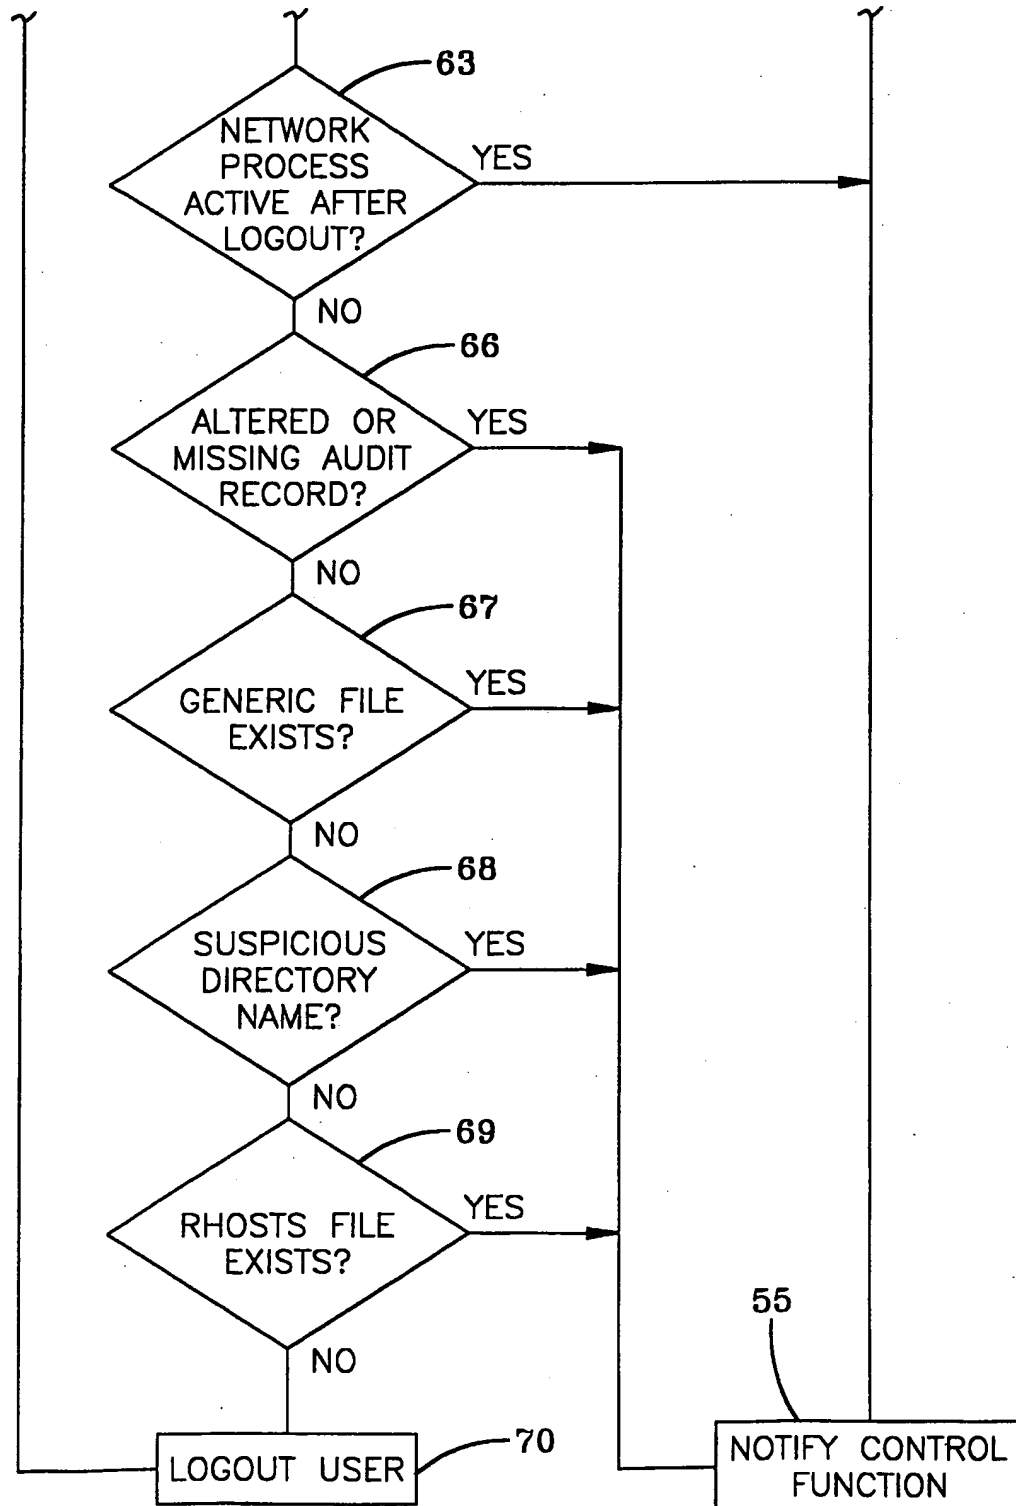 63
NETWORK
PROCESS
ACTIVE AFTER
LOGOUT?
YES
NO
66
ALTERED OR
MISSING AUDIT
RECORD?
YES
NO
67
GENERIC FILE
EXISTS?
YES
NO
68
SUSPICIOUS
DIRECTORY
NAME?
YES
NO
69
RHOSTS FILE
EXISTS?
YES
NO
55
70
LOGOUT USER
NOTIFY CONTROL
FUNCTION